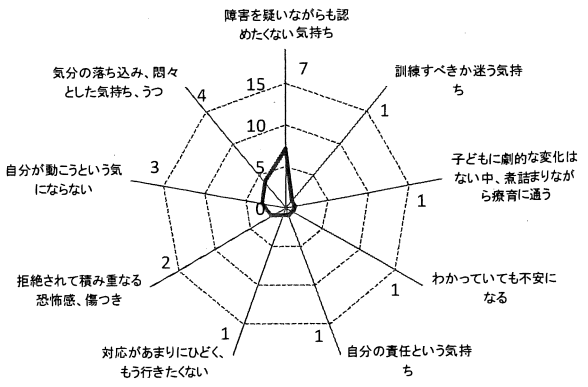 障害を疑いながらも認
めたくない気持ち
7
訓練すべきか迷う気持
ち
1
子どもに劇的な変化は
ない中、煮詰まりなが
ら療育に通う
1
わかっていても不安に
なる
1
自分の責任という気持
ち
1
対応があまりにひどく、
もう行きたくない
1
拒絶されて積み重なる
恐怖感、傷つき
2
自分が動こうという気
にならない
3
気分の落ち込み、悶々
とした気持ち、うつ
4
15
10
5
0